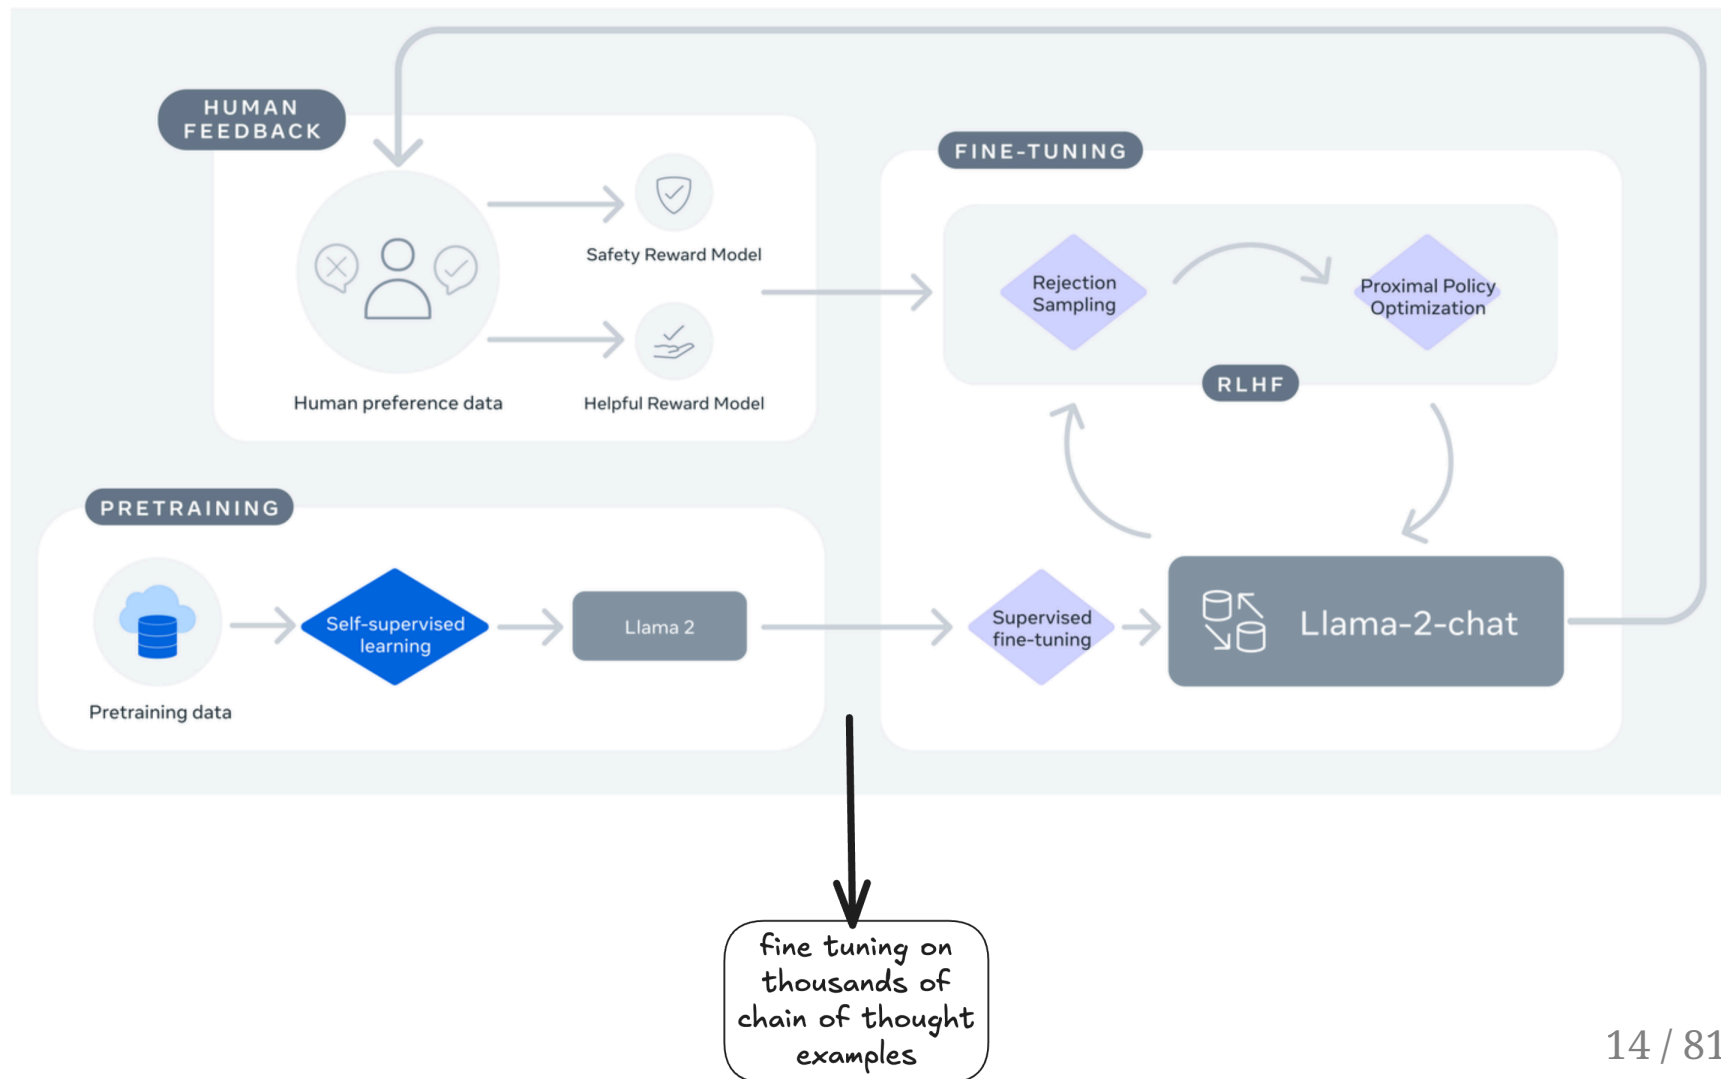 HUMAN
FEEDBACK
Safety Reward Model
Human preference data
Helpful Reward Model
FINE-TUNING
Rejection
Sampling
Proximal Policy
Optimization
RLHF
PRETRAINING
Pretraining data
Self-supervised
learning
Llama 2
Supervised
fine-tuning
Llama-2-chat
fine tuning on
thousands of
chain of thought
examples
14 / 81